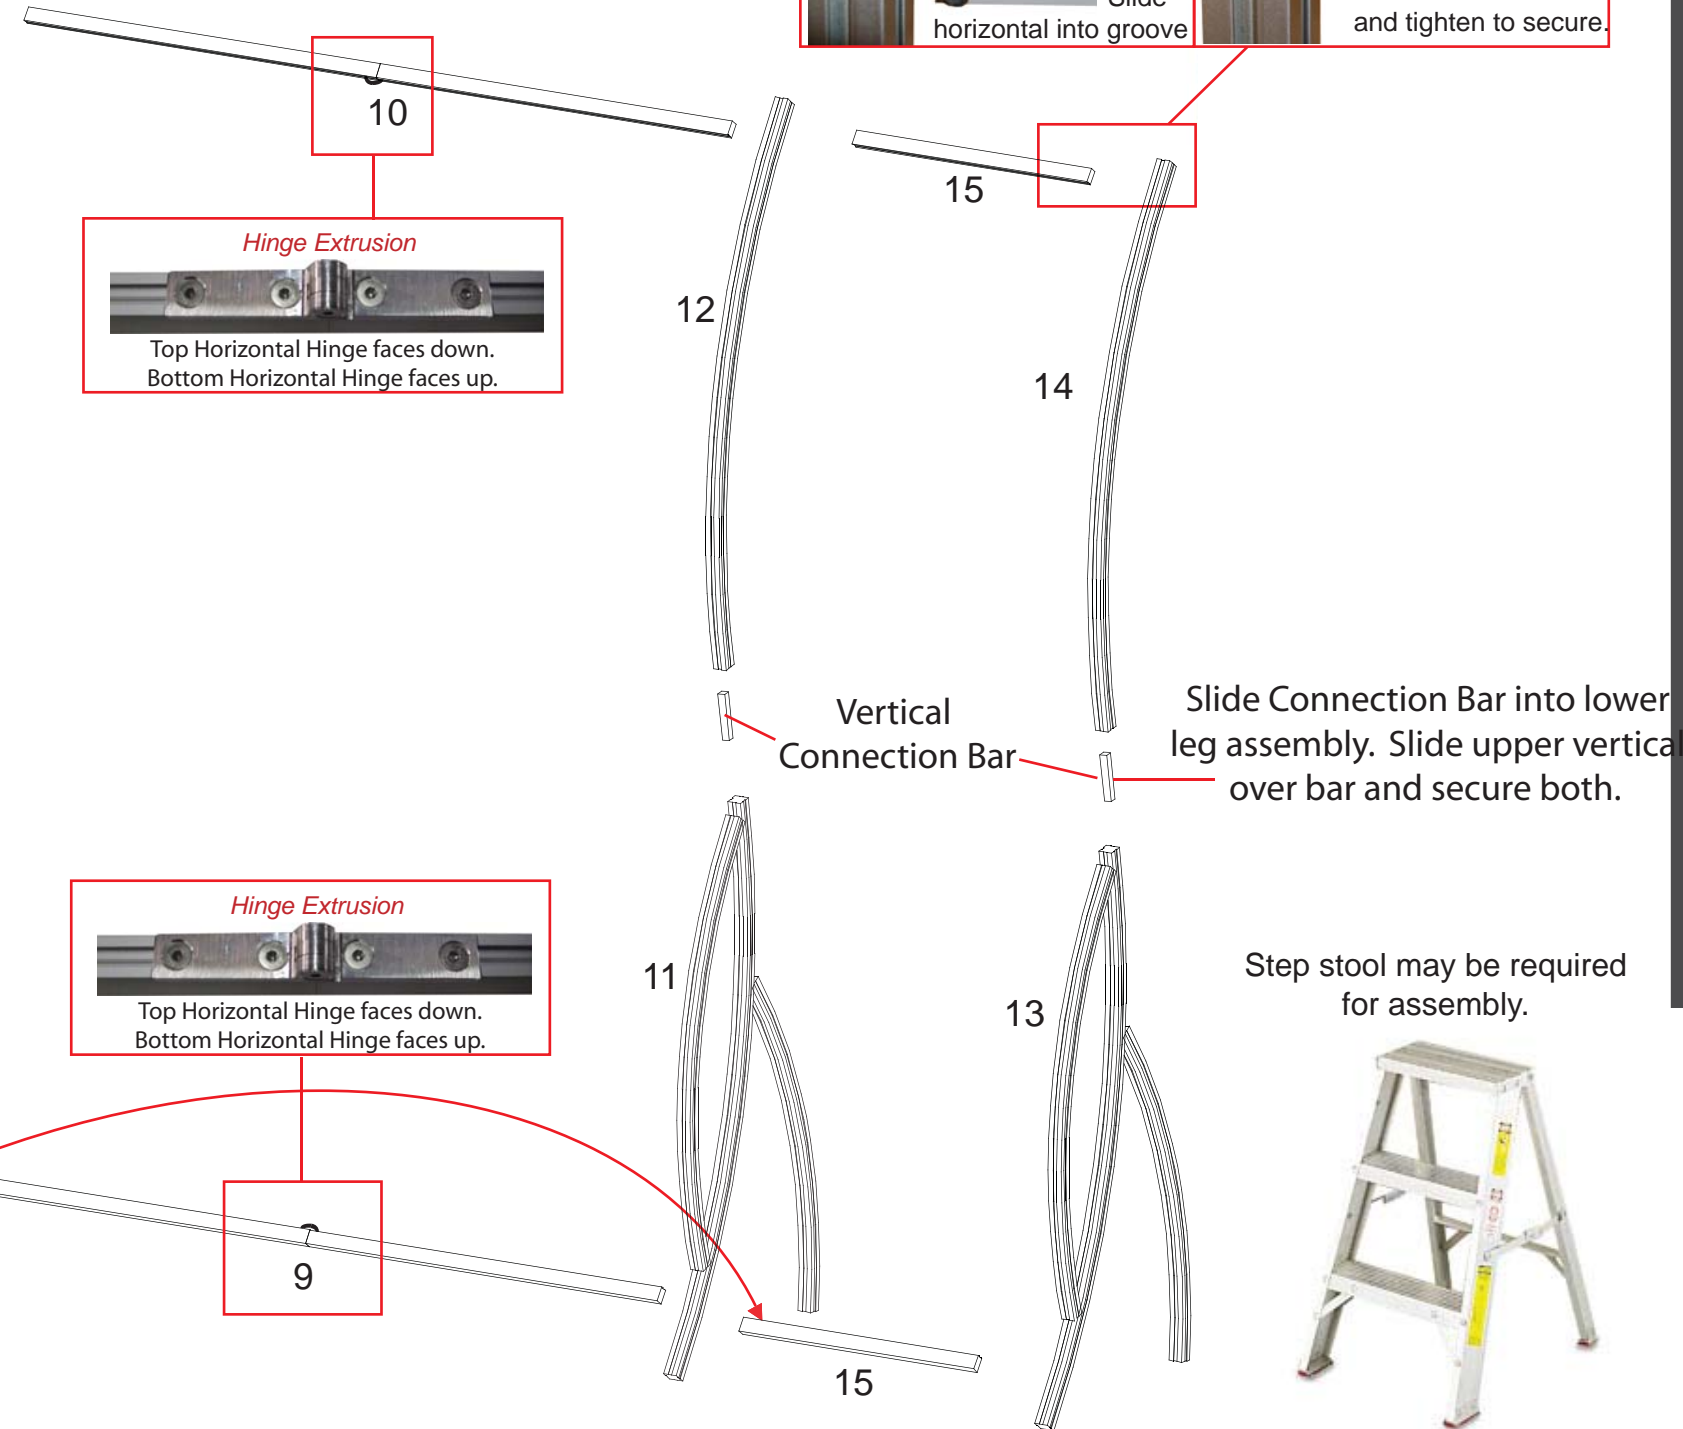 Slide
horizontal into groove
and tighten to secure.
10
15
Hinge Extrusion
Top Horizontal Hinge faces down.
Bottom Horizontal Hinge faces up.
12
14
Vertical
Connection Bar
Slide Connection Bar into lower
leg assembly. Slide upper vertical
over bar and secure both.
Hinge Extrusion
Top Horizontal Hinge faces down.
Bottom Horizontal Hinge faces up.
11
13
Step stool may be required
for assembly.
9
15